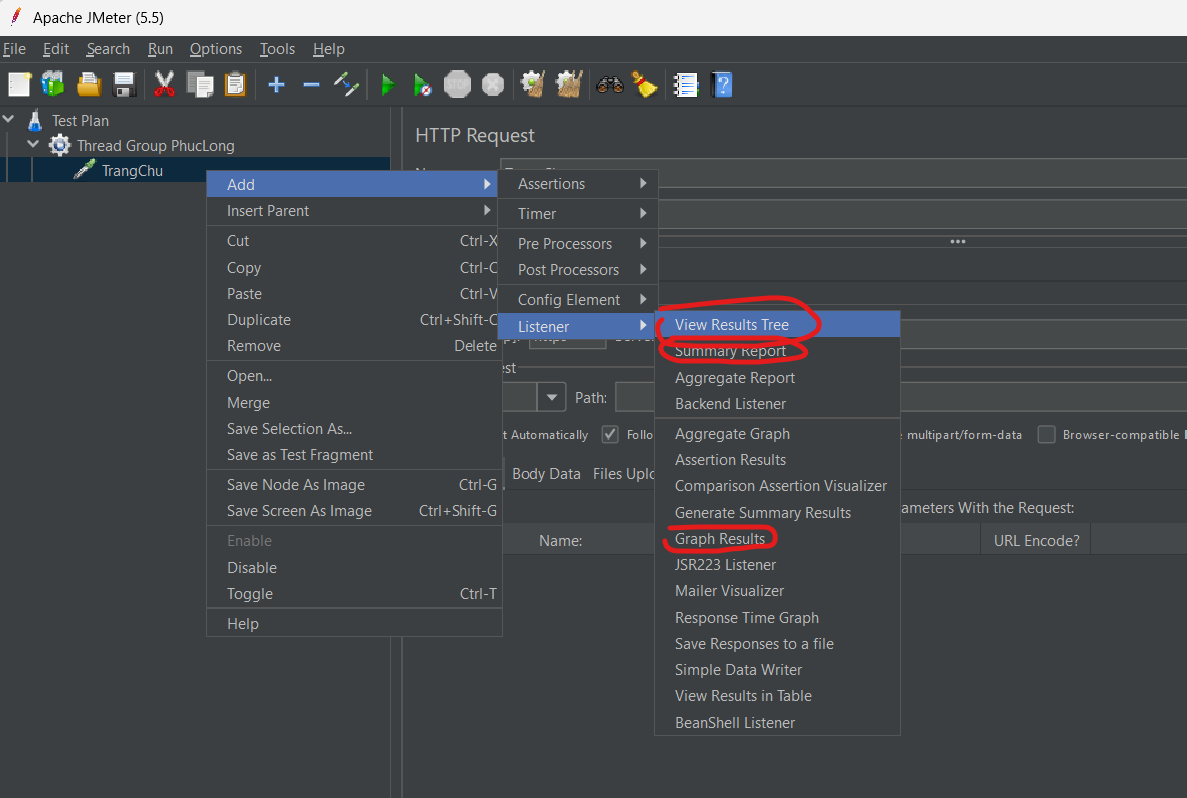 Apache JMeter (5.5)
File Edit Search Run Options Tools Help
STOP
Test Plan
Thread Group PhucLong
TrangChu
HTTP Request
Add
Insert Parent
Cut Ctrl-X
Copy Ctrl-C
Paste Ctrl-V
Duplicate Ctrl+Shift-C
Remove Delete
Open...
Merge
Save Selection As...
Save as Test Fragment
Save Node As Image Ctrl-G
Save Screen As Image Ctrl+Shift-G
Enable
Disable
Toggle Ctrl-T
Help
Assertions
Timer
Pre Processors
Post Processors
Config Element
Listener
View Results Tree
Summary Report
Aggregate Report
Backend Listener
Aggregate Graph
Assertion Results
Comparison Assertion Visualizer
Generate Summary Results
Graph Results
JSR223 Listener
Mailer Visualizer
Response Time Graph
Save Responses to a file
Simple Data Writer
View Results in Table
BeanShell Listener
Path:
t Automatically Follo multipart/form-data Browser-compatible
Body Data Files Uplo
ameters With the Request:
Name: URL Encode?